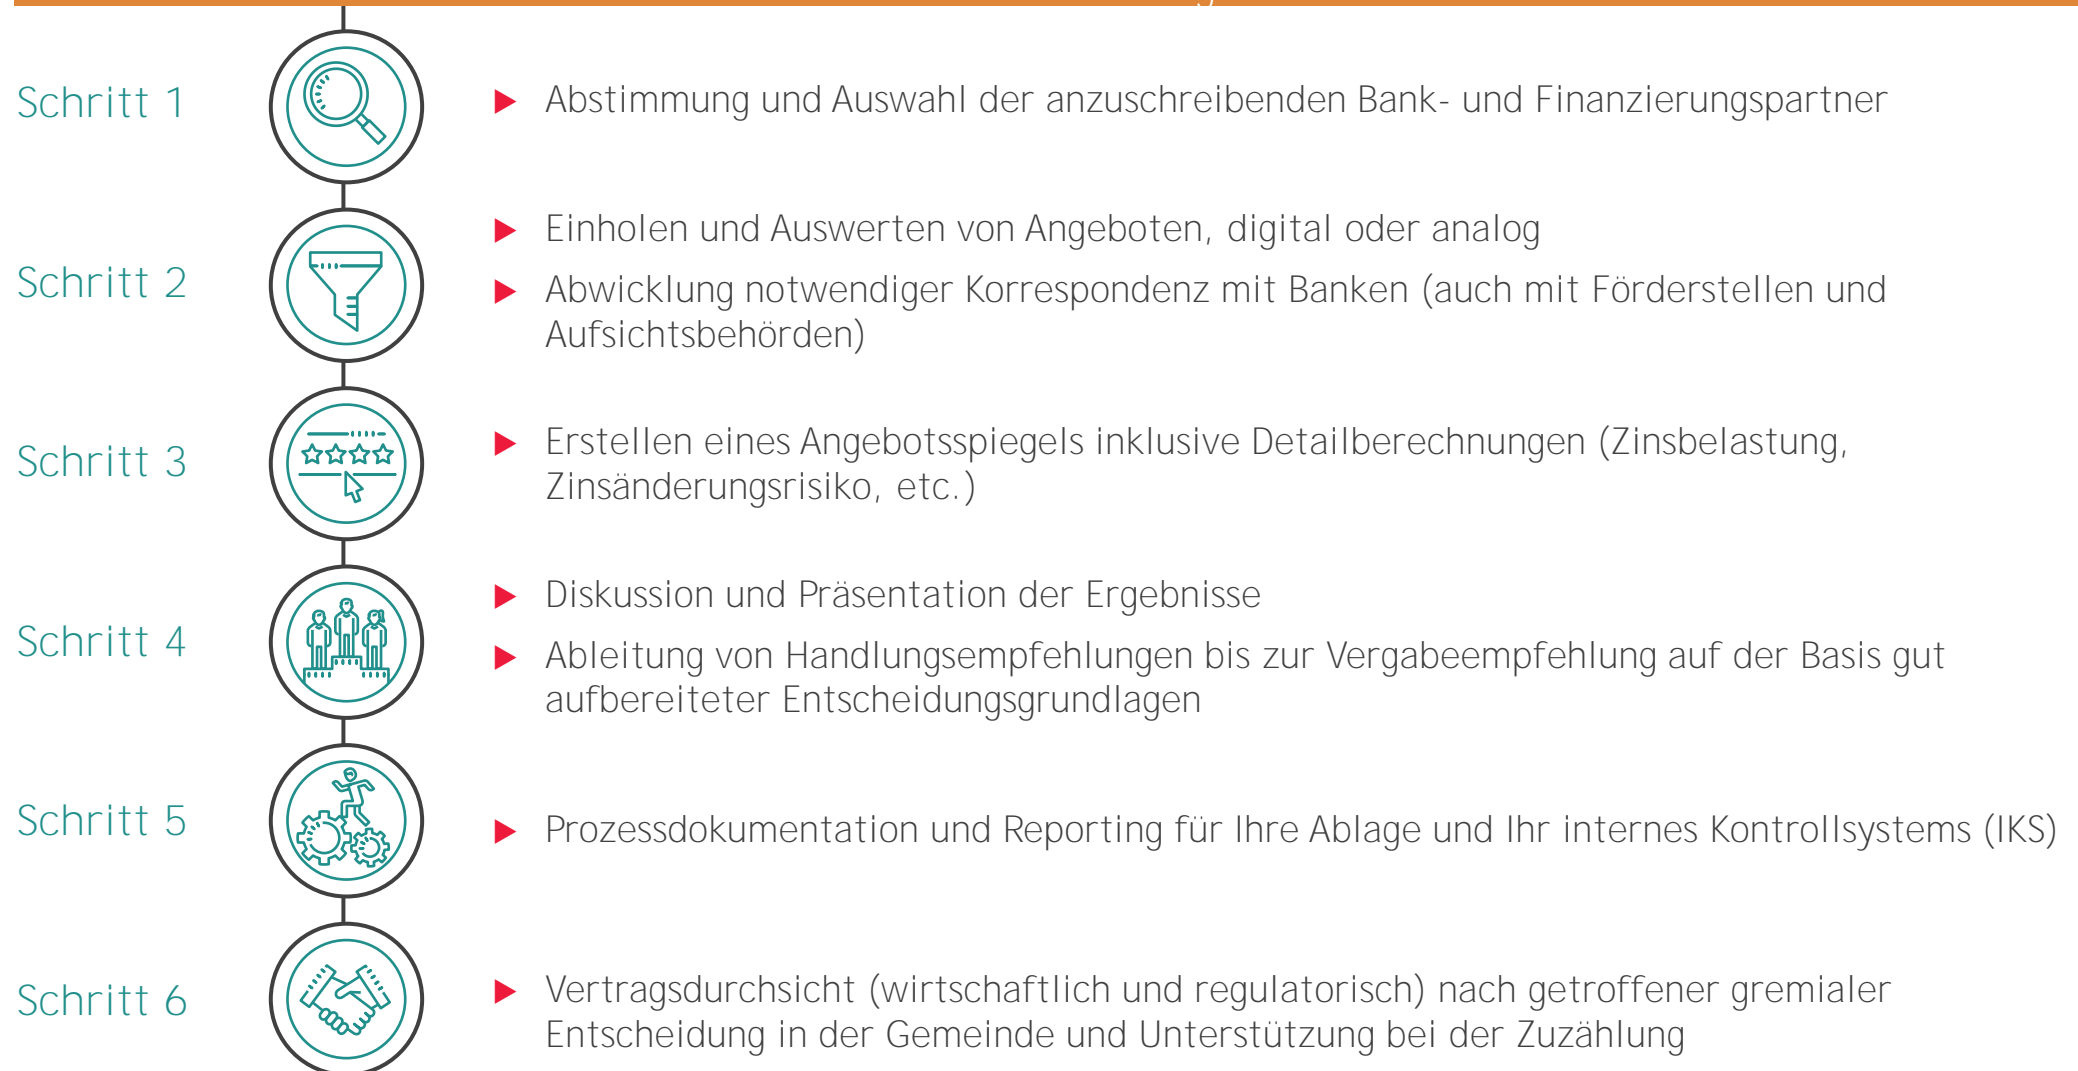 Schritt 1
Abstimmung und Auswahl der anzuschreibenden Bank- und Finanzierungspartner
Schritt 2
Einholen und Auswerten von Angeboten, digital oder analog
Abwicklung notwendiger Korrespondenz mit Banken (auch mit Förderstellen und
Aufsichtsbehörden)
Schritt 3
Erstellen eines Angebotsspiegels inklusive Detailberechnungen (Zinsbelastung,
Zinsänderungsrisiko, etc.)
Schritt 4
Diskussion und Präsentation der Ergebnisse
Ableitung von Handlungsempfehlungen bis zur Vergabeempfehlung auf der Basis gut
aufbereiteter Entscheidungsgrundlagen
Schritt 5
Prozessdokumentation und Reporting für Ihre Ablage und Ihr internes Kontrollsystems (IKS)
Schritt 6
Vertragsdurchsicht (wirtschaftlich und regulatorisch) nach getroffener gremialer
Entscheidung in der Gemeinde und Unterstützung bei der Zuzählung